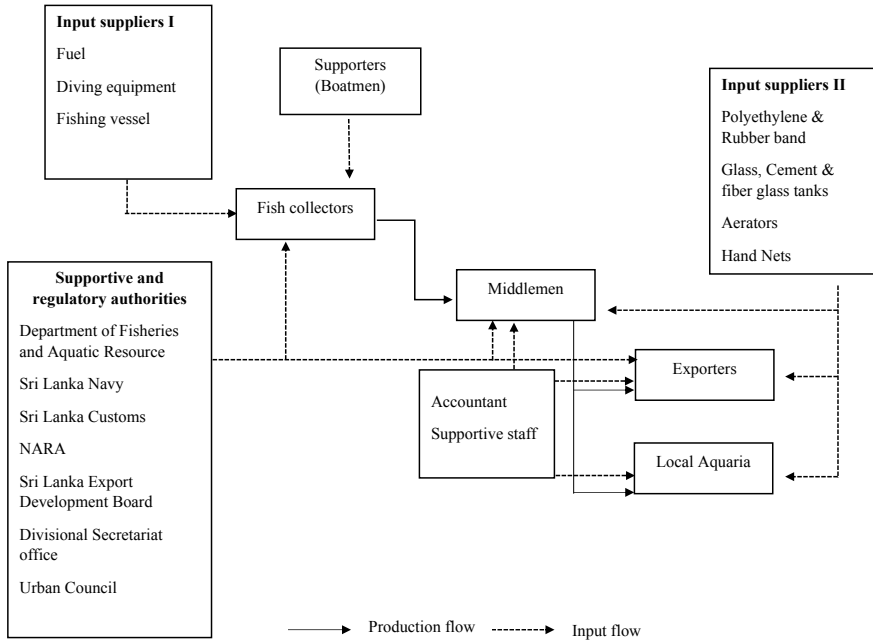 Input suppliers I
Fuel
Diving equipment
Fishing vessel
Supporters
(Boatmen)
Input suppliers II
Polyethylene &
Rubber band
Glass, Cement &
fiber glass tanks
Aerators
Hand Nets
Fish collectors
Supportive and
regulatory authorities
Department of Fisheries
and Aquatic Resource
Sri Lanka Navy
Sri Lanka Customs
NARA
Sri Lanka Export
Development Board
Divisional Secretariat
office
Urban Council
Middlemen
Exporters
Accountant
Supportive staff
Local Aquaria
Production flow
Input flow